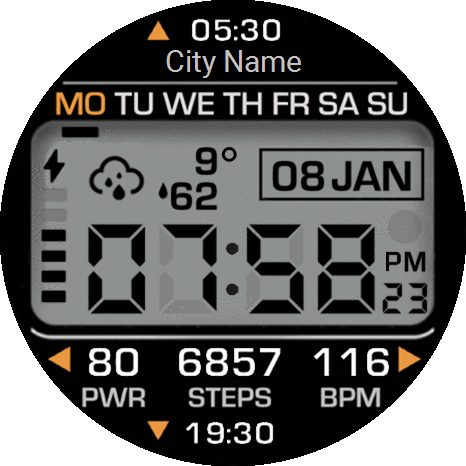 05:30
City Name
MO TU WE TH FR SA SU
9°
62
08 JAN
07:58
PM
23
80 6857 116
PWR STEPS BPM
19:30